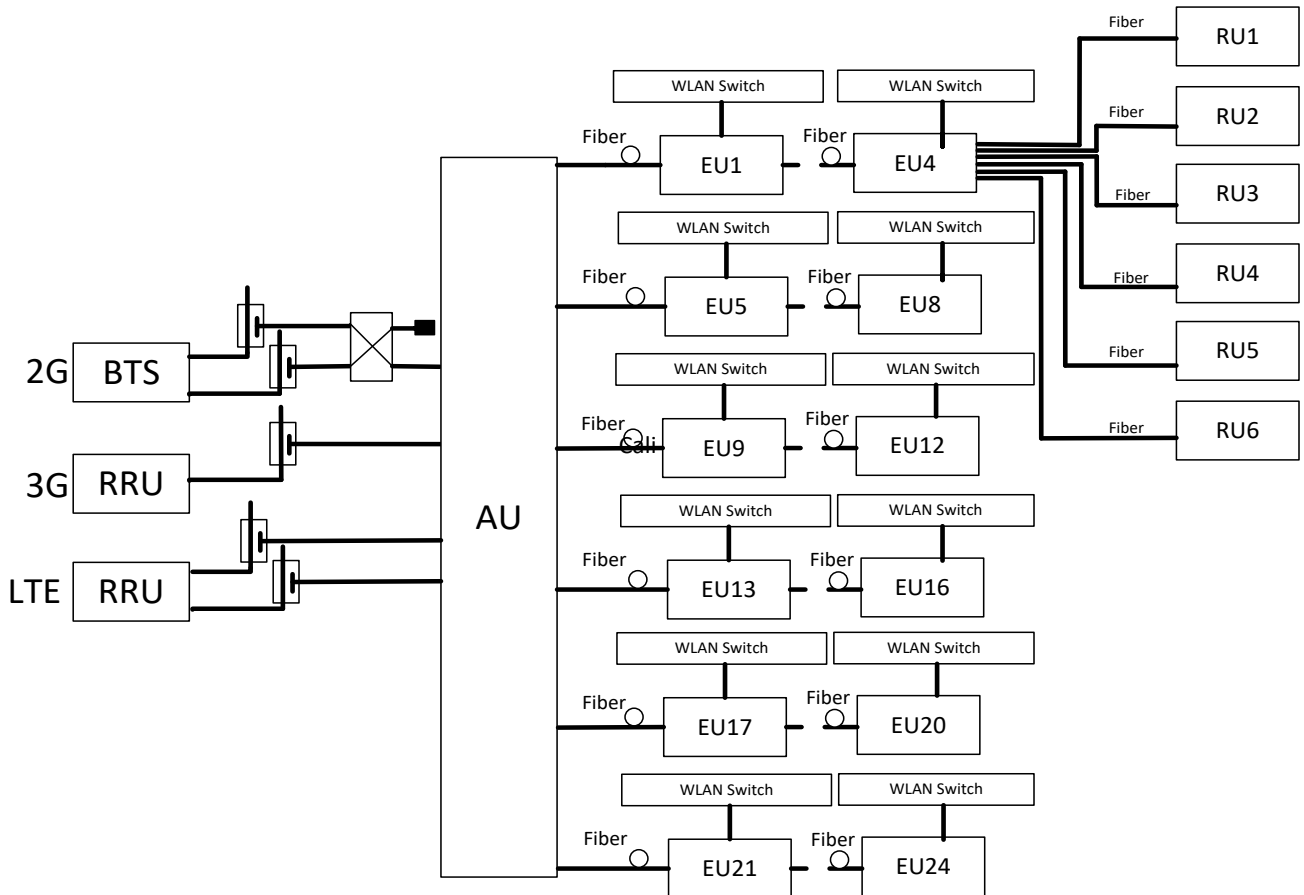 Fiber
RU1
WLAN Switch
WLAN Switch
Fiber
RU2
Fiber
Fiber
EU1
EU4
Fiber
RU3
WLAN Switch
WLAN Switch
Fiber
RU4
Fiber
Fiber
EU5
EU8
Fiber
RU5
2G
BTS
WLAN Switch
WLAN Switch
Fiber
Cali
Fiber
EU9
EU12
Fiber
RU6
3G
RRU
AU
WLAN Switch
WLAN Switch
Fiber
Fiber
EU13
EU16
LTE
RRU
WLAN Switch
WLAN Switch
Fiber
Fiber
EU17
EU20
WLAN Switch
WLAN Switch
Fiber
Fiber
EU21
EU24